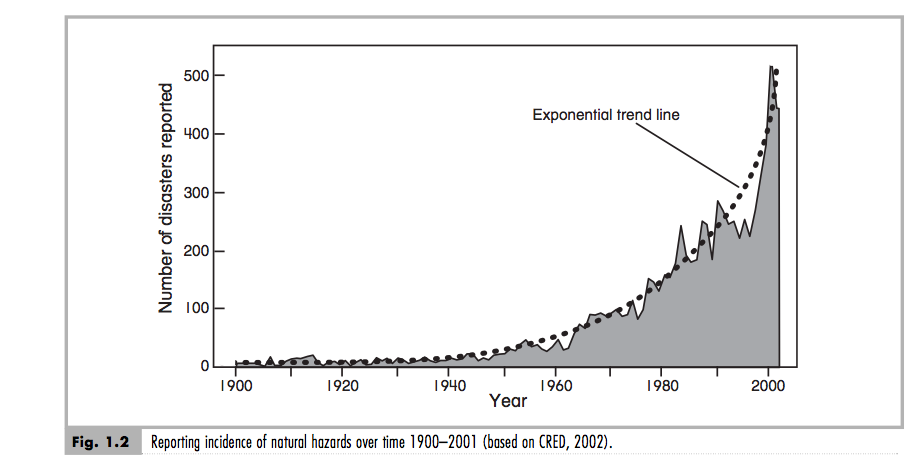 500
400
300
200
100
0
Number of disasters reported
Exponential trend line
1900 1920 1940 1960 1980 2000
Year
Fig. 1.2 Reporting incidence of natural hazards over time 1900–2001 (based on CRED, 2002).